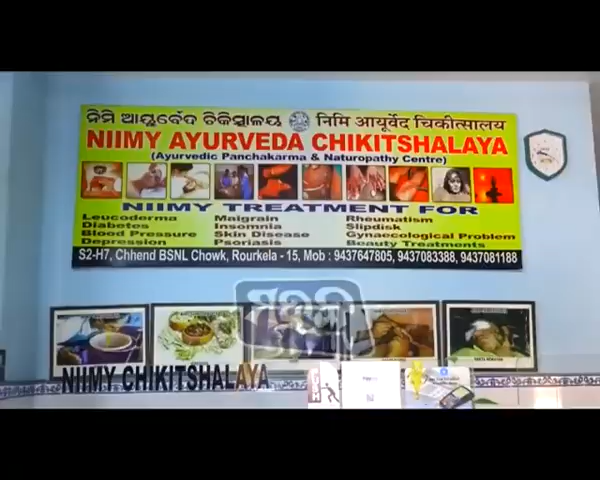 ନିମି ଆୟୁର୍ବେଦ ଚିକିତ୍ସାଳୟ निमि आयूर्वेद चिकीत्सालय
NIIMY AYURVEDA CHIKITSHALAYA
(Ayurvedic Panchakarma & Naturopathy Centre)
NIIMY TREATMENT FOR
Leucoderma Maigrain Rheumatism
Diabetes Insomnia Slipdisk
Blood Pressure Skin Disease Gynaecological Problem
Depression Psoriasis Beauty Treatments
S2-H7, Chhend BSNL Chowk, Rourkela - 15, Mob : 9437647805, 9437083388, 9437081188
NIIMY CHIKITSHALAYA